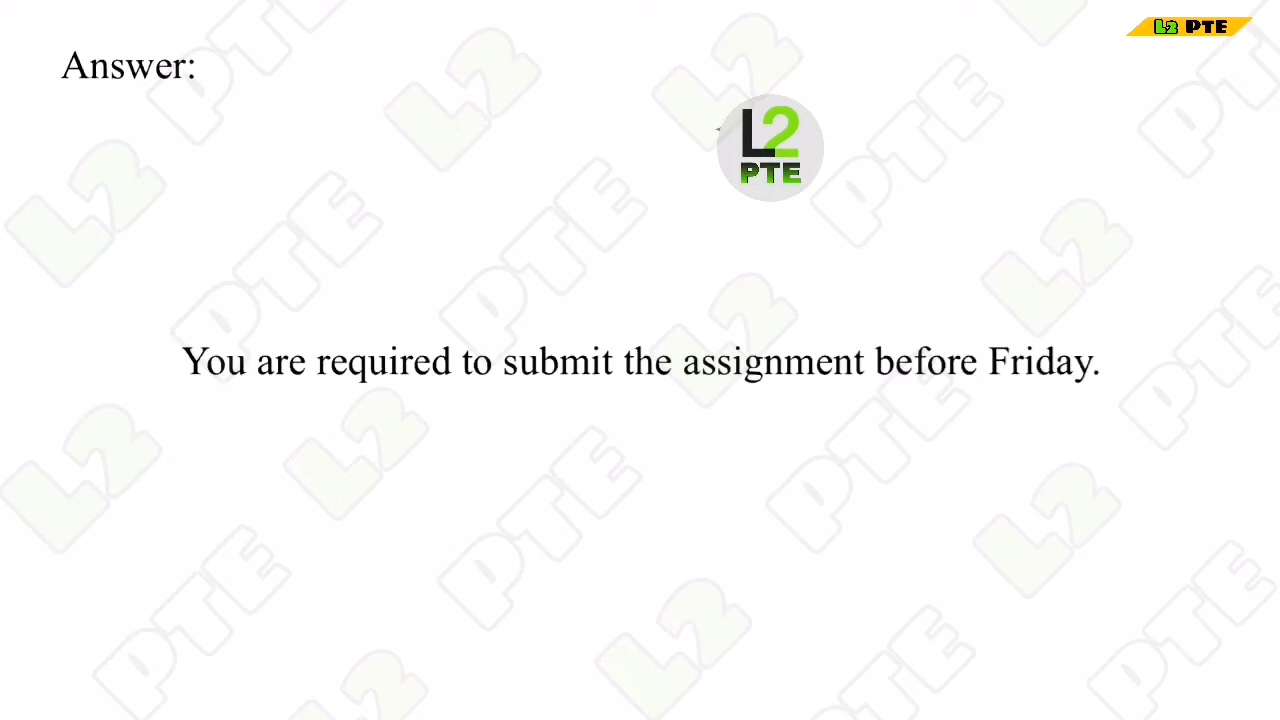 L2 PTE
Answer:
L2
PTE
You are required to submit the assignment before Friday.